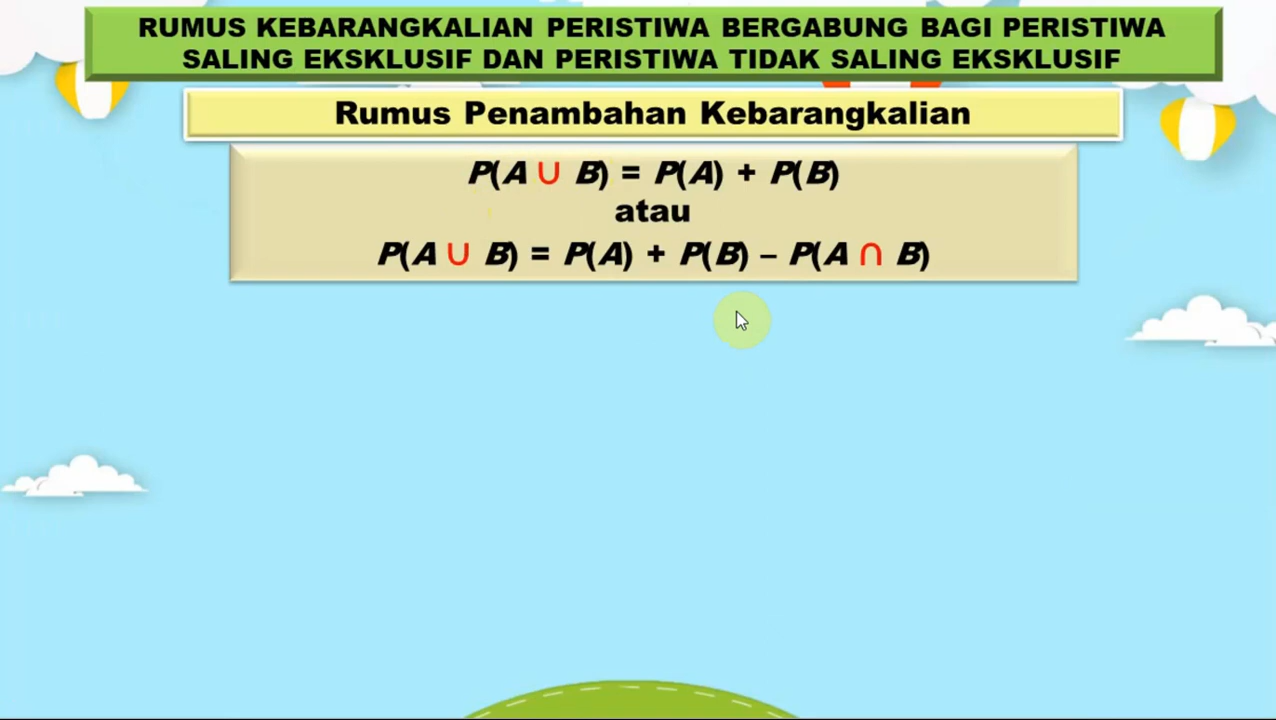 RUMUS KEBARANGKALIAN PERISTIWA BERGABUNG BAGI PERISTIWA
SALING EKSKLUSIF DAN PERISTIWA TIDAK SALING EKSKLUSIF
Rumus Penambahan Kebarangkalian
P(A ∪ B) = P(A) + P(B)
atau
P(A ∪ B) = P(A) + P(B) – P(A ∩ B)